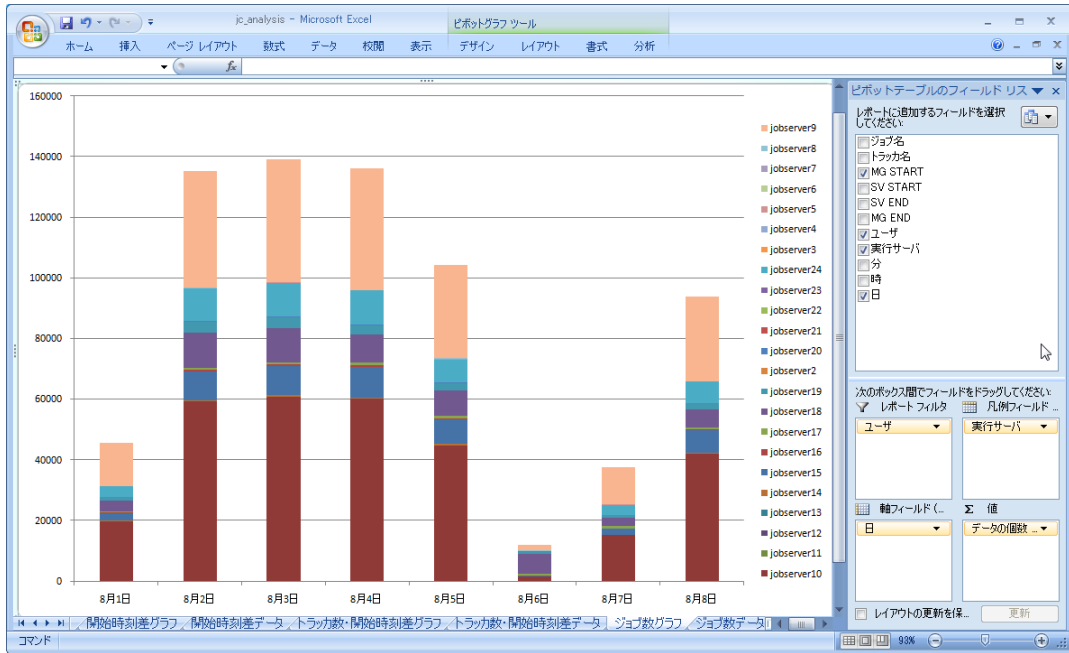 jc_analysis - Microsoft Excel
ピボットグラフ ツール
ホーム 挿入 ページ レイアウト 数式 データ 校閲 表示 デザイン レイアウト 書式 分析
fx
160000
140000
120000
100000
80000
60000
40000
20000
0
8月1日 8月2日 8月3日 8月4日 8月5日 8月6日 8月7日 8月8日
jobserver9
jobserver8
jobserver7
jobserver6
jobserver5
jobserver4
jobserver3
jobserver24
jobserver23
jobserver22
jobserver21
jobserver20
jobserver2
jobserver19
jobserver18
jobserver17
jobserver16
jobserver15
jobserver14
jobserver13
jobserver12
jobserver11
jobserver10
ピボットテーブルのフィールド リス
レポートに追加するフィールドを選択
してください:
ジョブ名
トラッカ名
MG START
SV START
SV END
MG END
ユーザ
実行サーバ
分
時
日
次のボックス間でフィールドをドラッグしてください:
レポート フィルタ 凡例フィールド ...
ユーザ 実行サーバ
軸フィールド (... Σ 値
日 データの個数 ...
レイアウトの更新を保... 更新
開始時刻差グラフ 開始時刻差データ トラッカ数・開始時刻差グラフ トラッカ数・開始時刻差データ ジョブ数グラフ ジョブ数データ
コマンド 93%